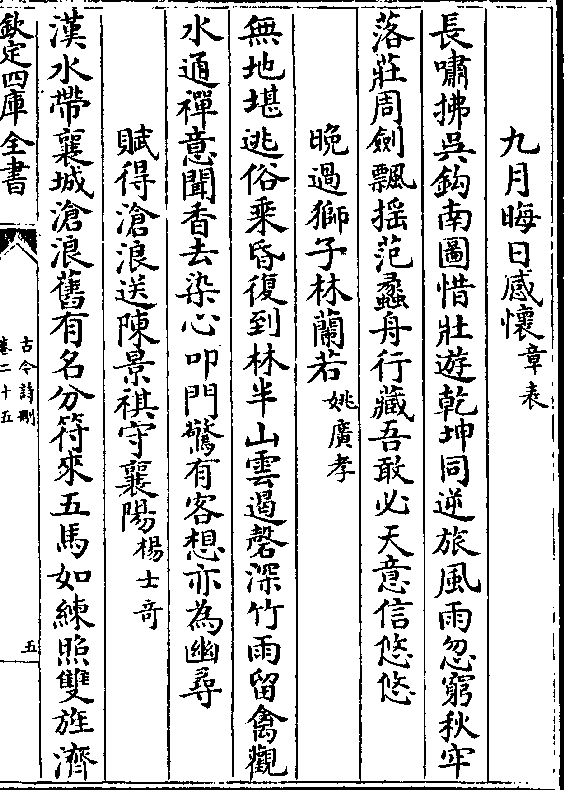 九月晦日感懷章表
長嘯拂吳鈎南圖惜壯遊乾坤同逆旅風雨忽窮秋牢
落莊周劍飄揺范蠡舟行藏吾敢必天意信悠悠
晚過獅子林蘭若姚廣孝
無地堪逃俗乘昏復到林半山雲遏磬深竹雨留禽觀
水通禪意聞香去染心叩門驚有客想亦為幽尋
賦得滄浪送陳景祺守襄陽楊士竒
漢水帶襄城滄浪舊有名分符來五馬如練照雙旌濟
欽定四庫全書
古今詩刪
卷二十五
五